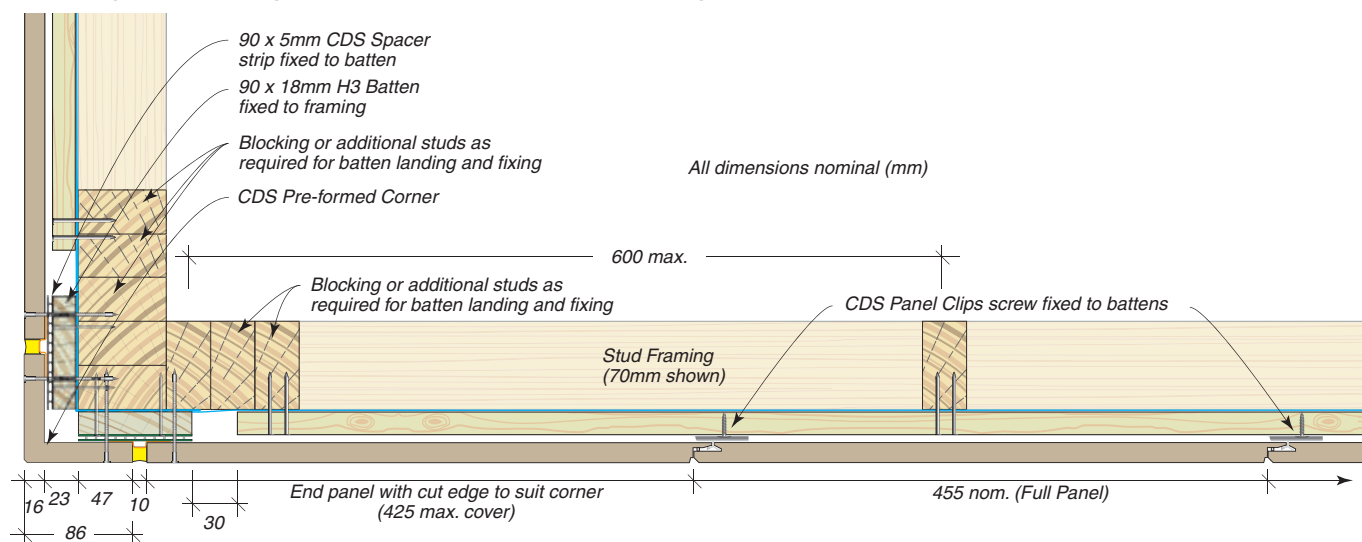 90 x 5mm CDS Spacer
strip fixed to batten
90 x 18mm H3 Batten
fixed to framing
Blocking or additional studs as
required for batten landing and fixing
All dimensions nominal (mm)
CDS Pre-formed Corner
600 max.
Blocking or additional studs as
required for batten landing and fixing
CDS Panel Clips screw fixed to battens
Stud Framing
(70mm shown)
16
23
47
10
End panel with cut edge to suit corner
(425 max. cover)
455 nom. (Full Panel)
30
86